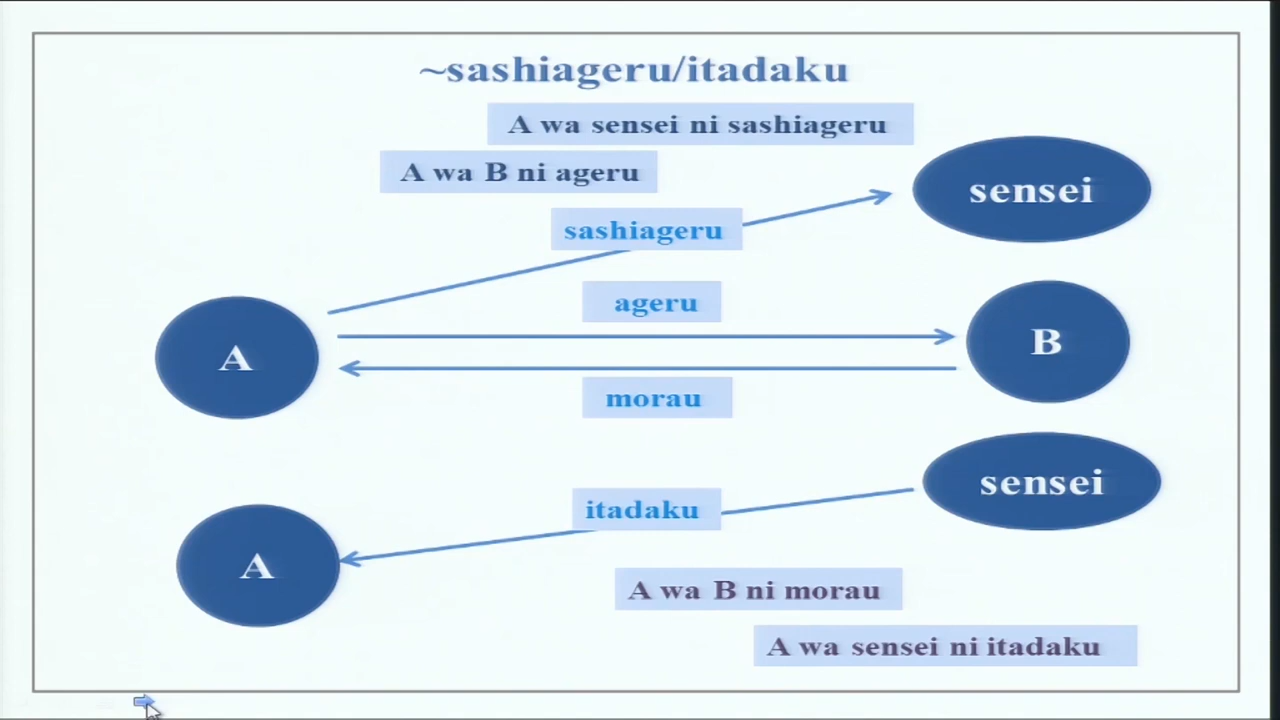 ~sashiageru/itadaku
A wa sensei ni sashiageru
A wa B ni ageru
sensei
sashiageru
ageru
A
B
morau
sensei
itadaku
A
A wa B ni morau
A wa sensei ni itadaku